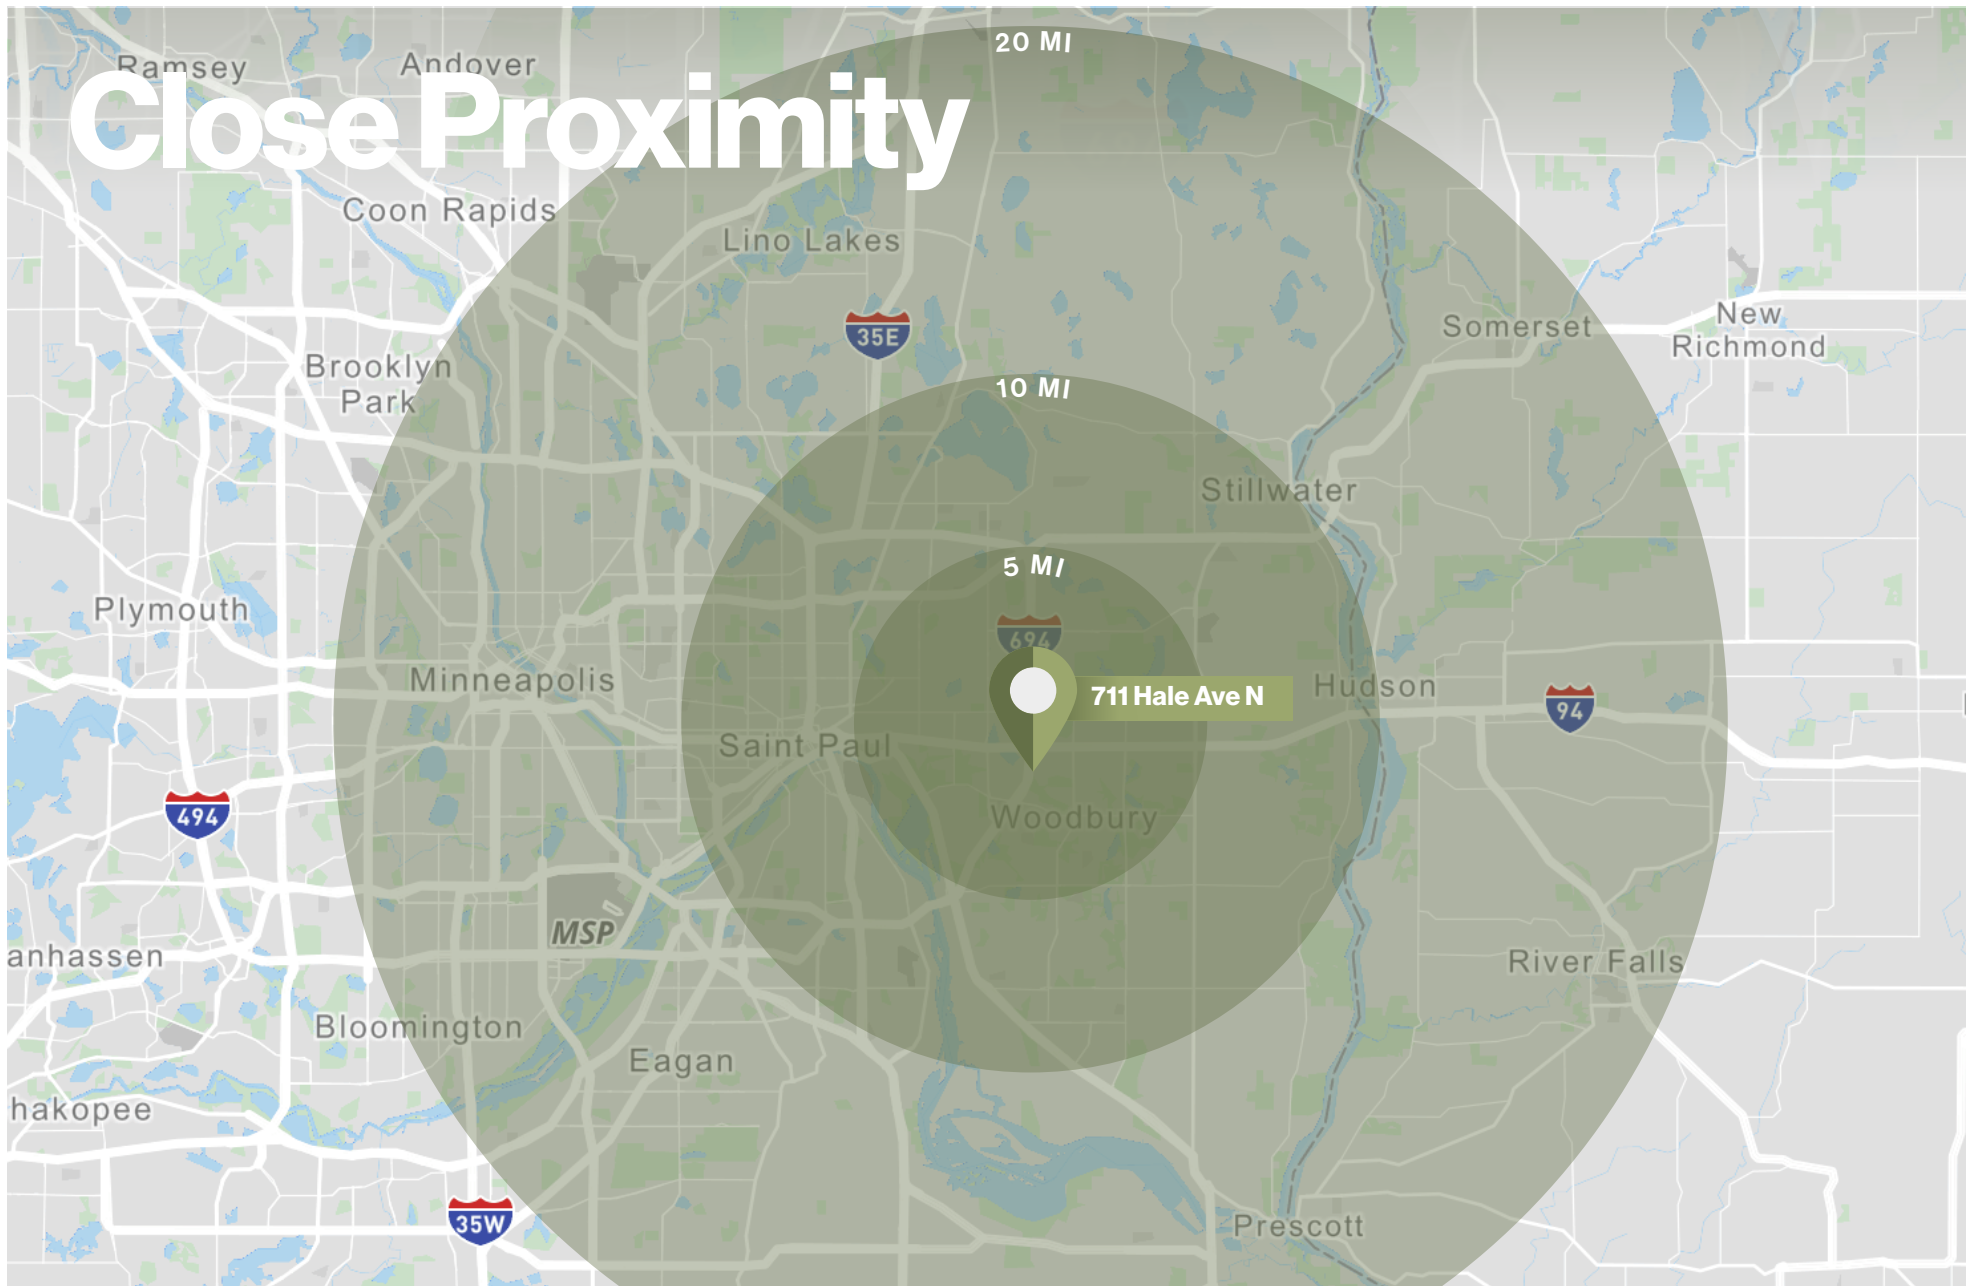 20 MI
Ramsey
Andover
Close Proximity
Coon Rapids
Lino Lakes
35E
Somerset
New
Richmond
Brooklyn
Park
10 MI
Stillwater
5 MI
Plymouth
694
Minneapolis
711 Hale Ave N
Hudson
94
Saint Paul
494
Woodbury
MSP
anhassen
River Falls
Bloomington
Eagan
hakopee
35W
Prescott